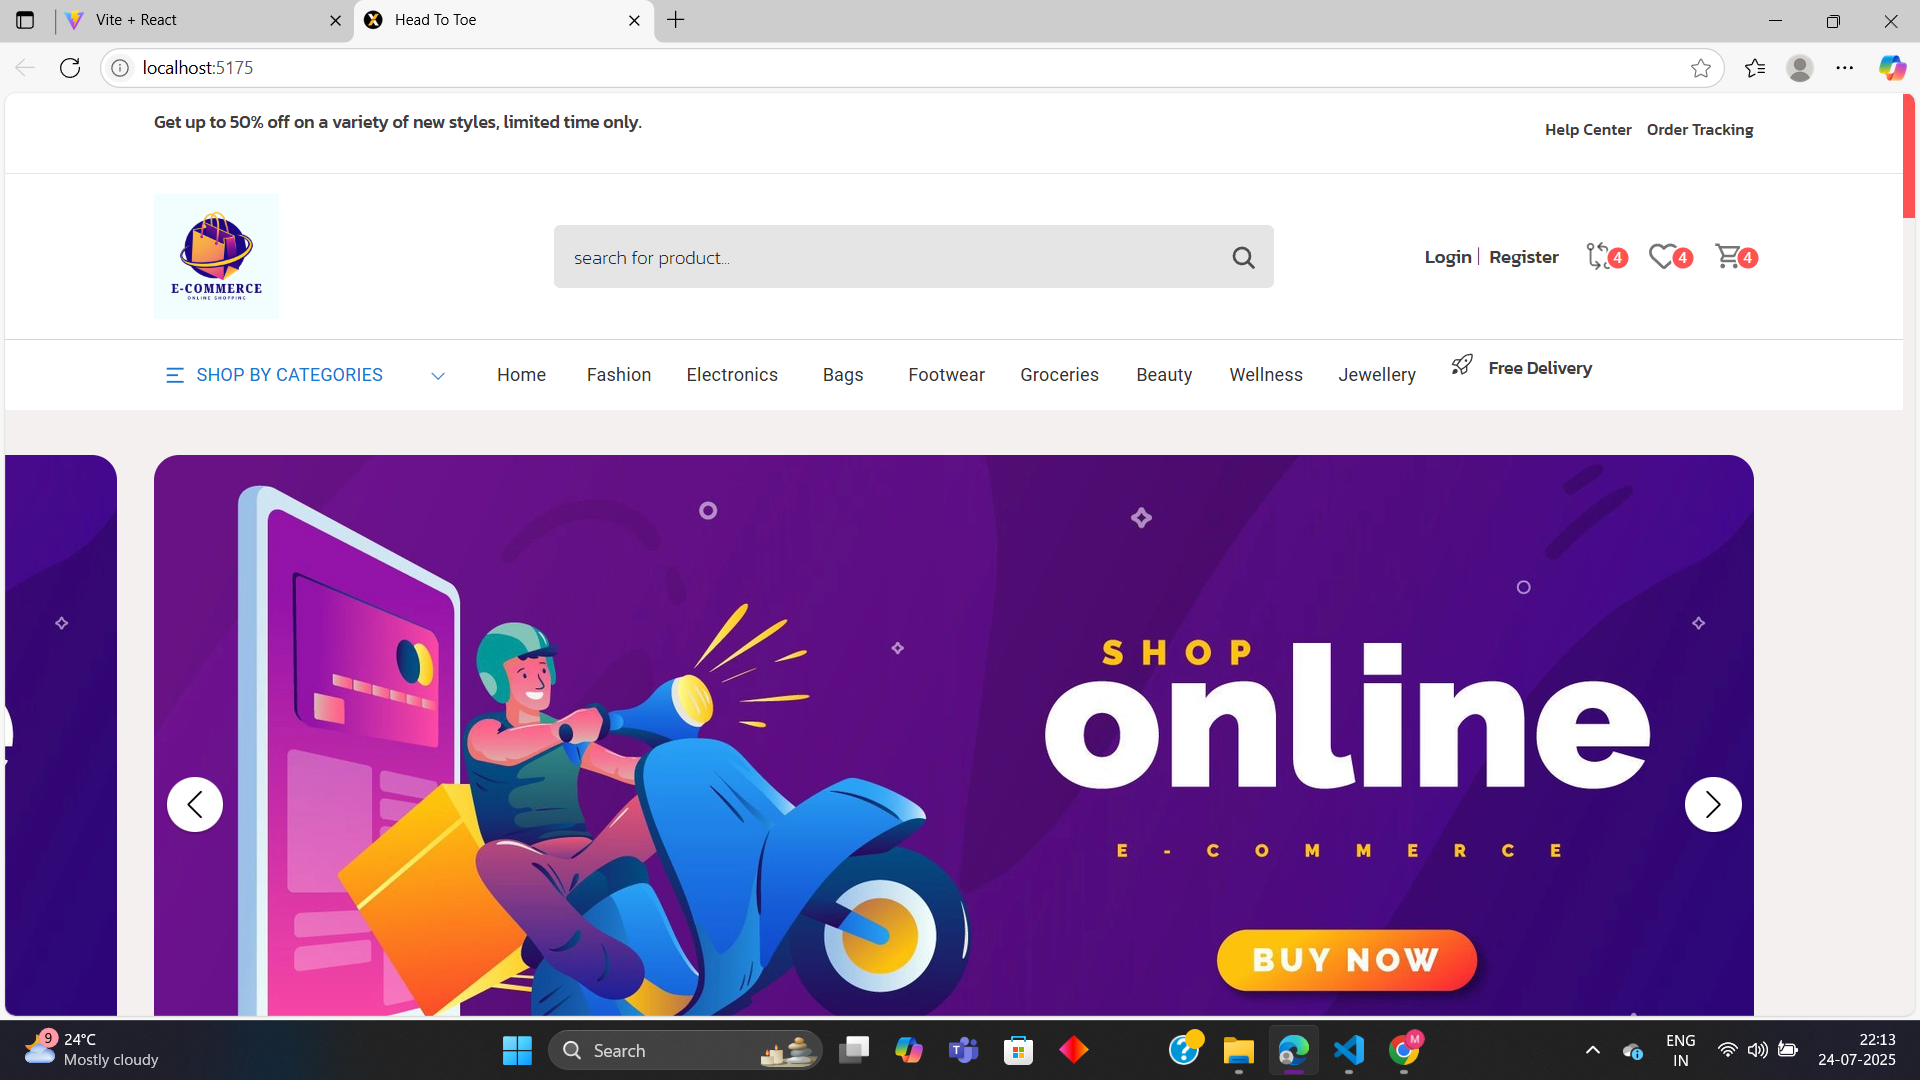 Vite + React
Head To Toe
localhost:5175
Get up to 50% off on a variety of new styles, limited time only.
Help Center Order Tracking
E-COMMERCE
ONLINE SHOPPING
search for product...
Login | Register
4
4
4
SHOP BY CATEGORIES
Home Fashion Electronics Bags Footwear Groceries Beauty Wellness Jewellery Free Delivery
SHOP
online
E-COMMERCE
BUY NOW
9
24°C
Mostly cloudy
Search
M
ENG
IN
22:13
24-07-2025